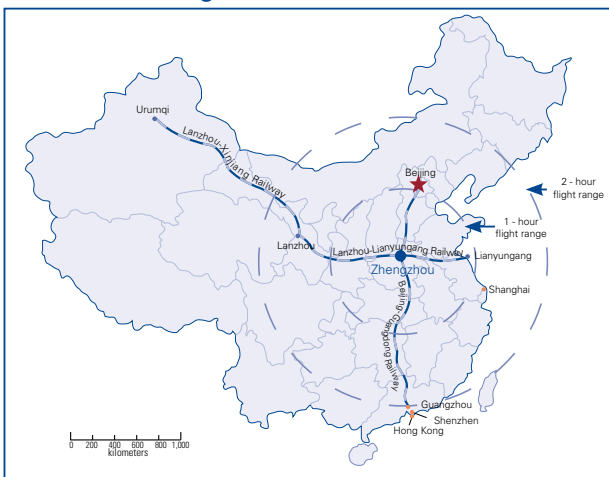 Urumqi
Lanzhou-Xinjiang Railway
Beijing
2 - hour
flight range
1 - hour
flight range
Lanzhou
Lanzhou-Lianyungang Railway
Lianyungang
Zhengzhou
Shanghai
Beijing-Guangdong Railway
Guangzhou
Shenzhen
Hong Kong
0 200 400 600 800 1,000
kilometers